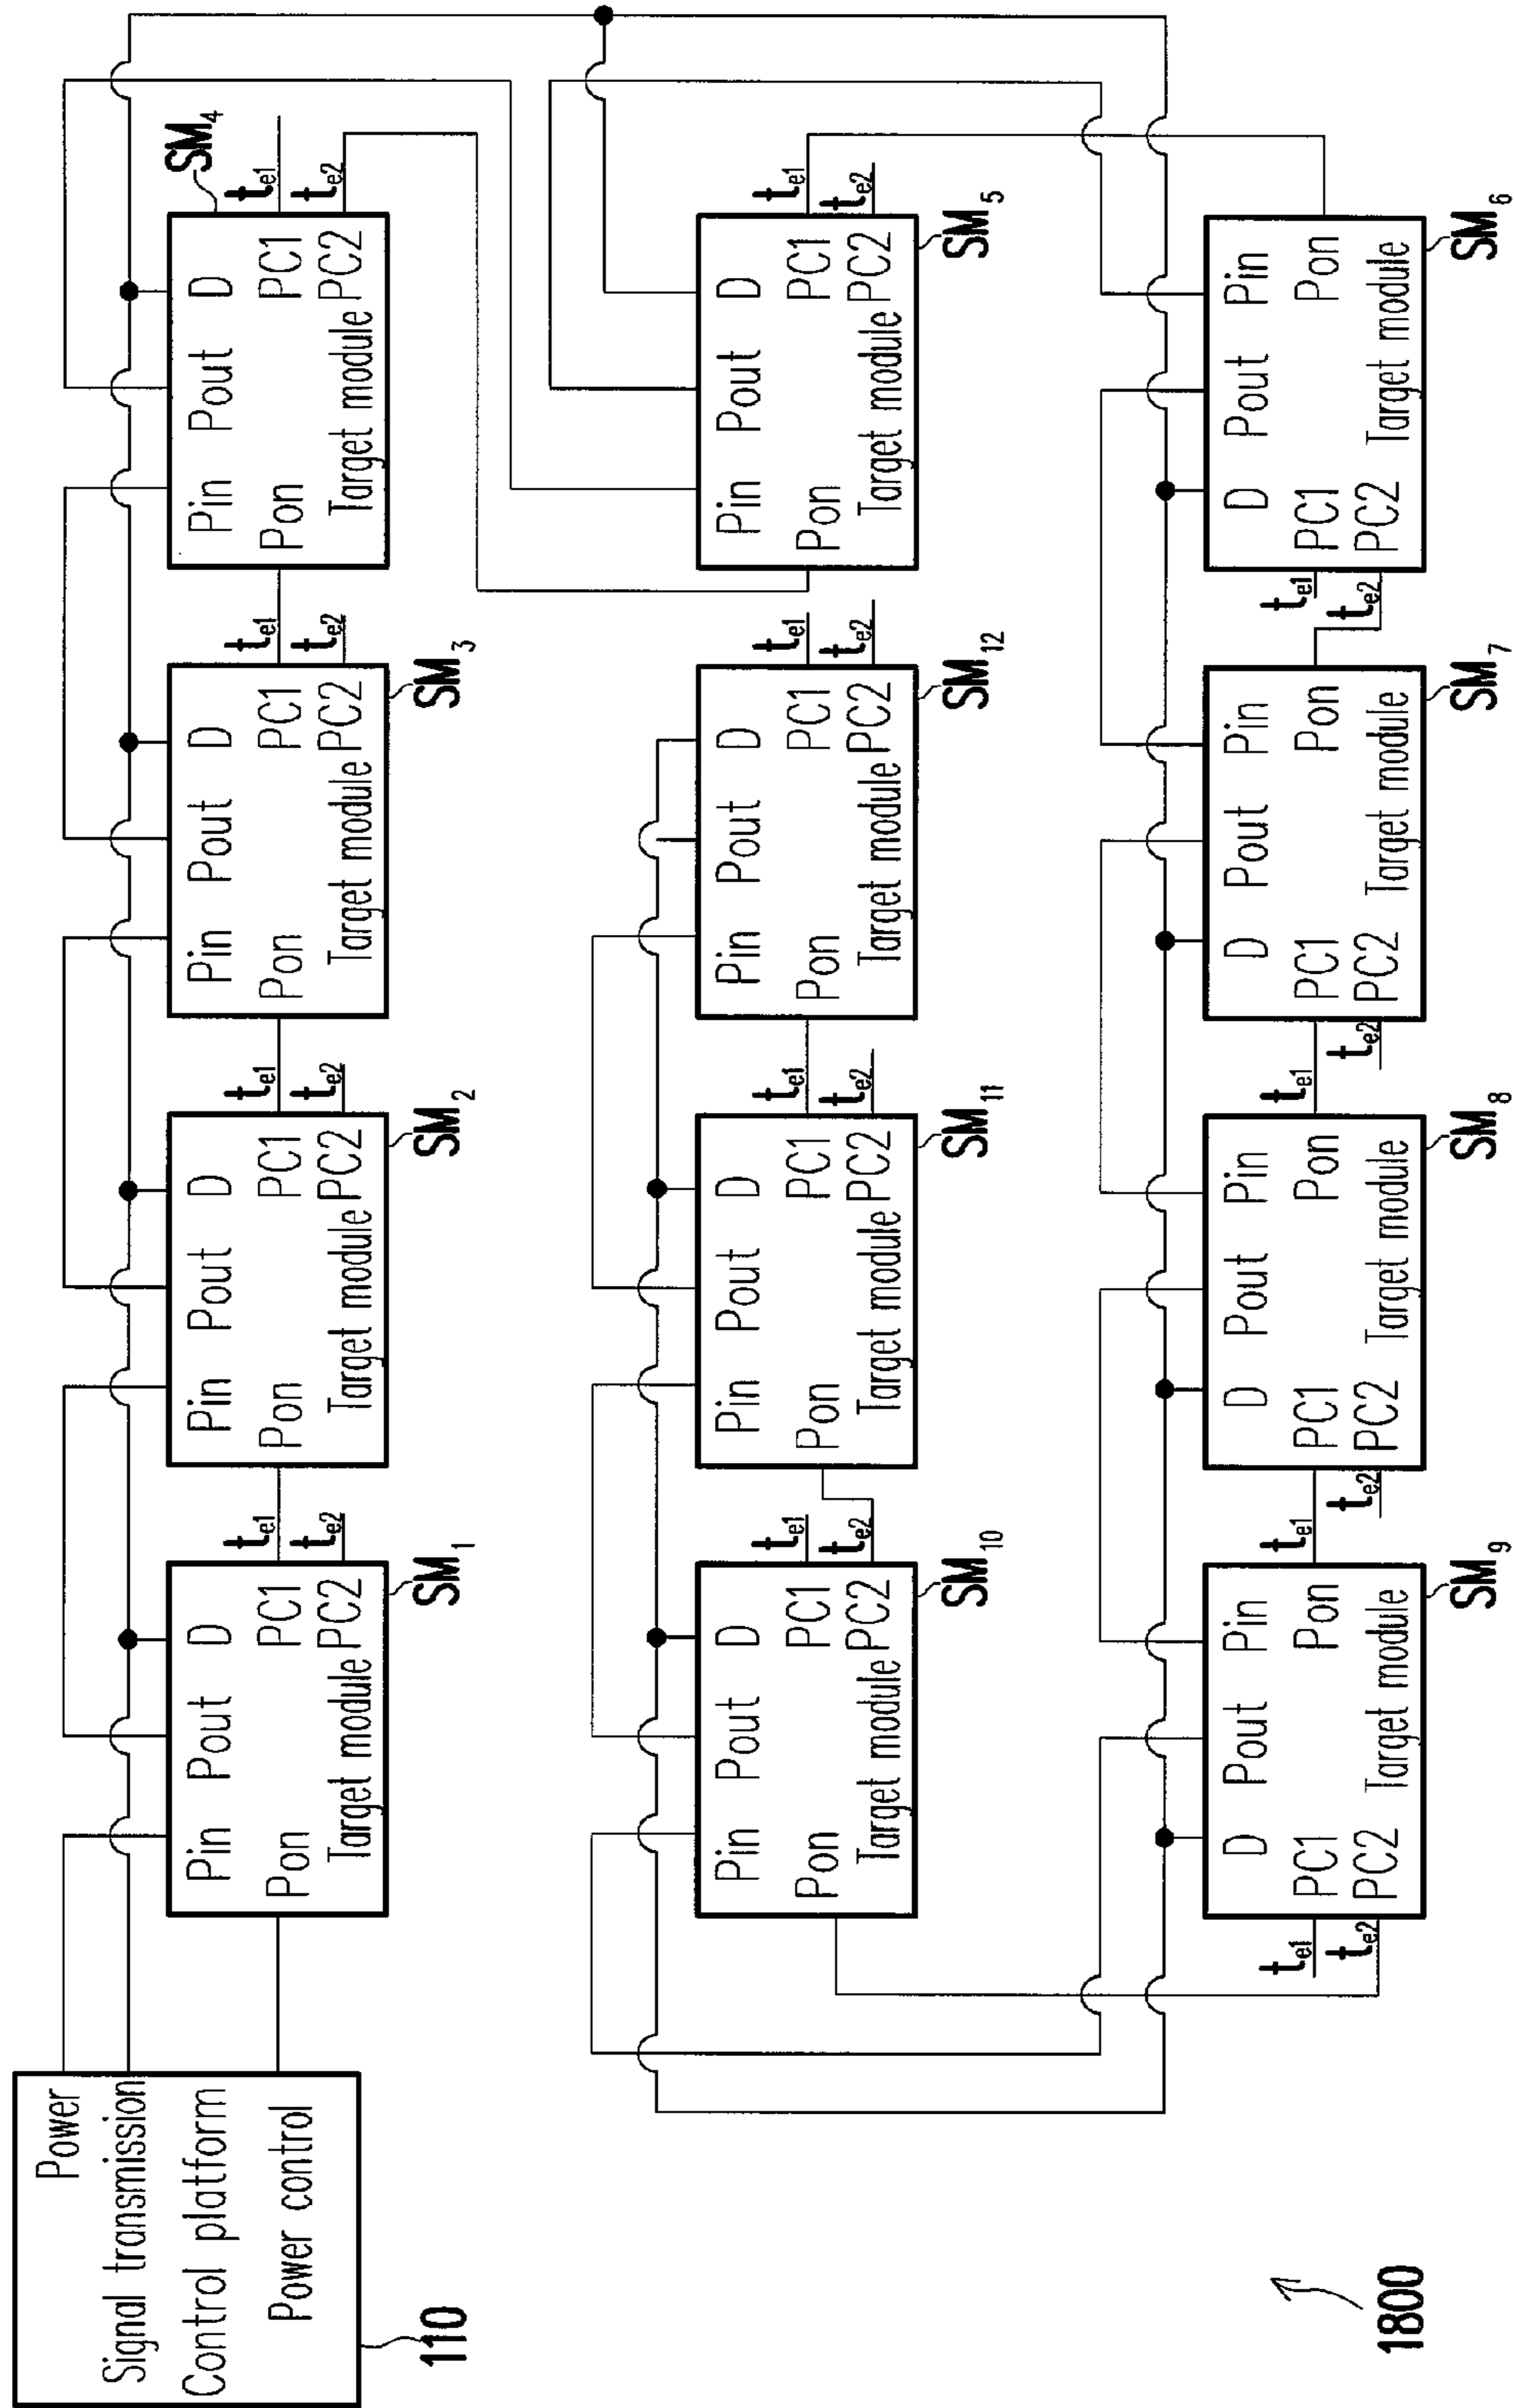 Power
Signal transmission
Control platform
Power control
110
Pin Pout D
Pon PC1
PC2
Target module
te1
te2
SM1
Pin Pout D
Pon PC1
PC2
Target module
te1
te2
SM2
Pin Pout D
Pon PC1
PC2
Target module
te1
te2
SM3
Pin Pout D
Pon PC1
PC2
Target module
te1
te2
SM4
Pin Pout D
Pon PC1
PC2
Target module
te1
te2
SM10
Pin Pout D
Pon PC1
PC2
Target module
te1
te2
SM11
Pin Pout D
Pon PC1
PC2
Target module
te1
te2
SM12
Pin Pout D
Pon PC1
PC2
Target module
te1
te2
SM5
te1
te2
D Pout Pin
PC1 Pon
PC2 Target module
SM9
te1
te2
D Pout Pin
PC1 Pon
PC2 Target module
SM8
te1
te2
D Pout Pin
PC1 Pon
PC2 Target module
SM7
te1
te2
D Pout Pin
PC1 Pon
PC2 Target module
SM6
1800